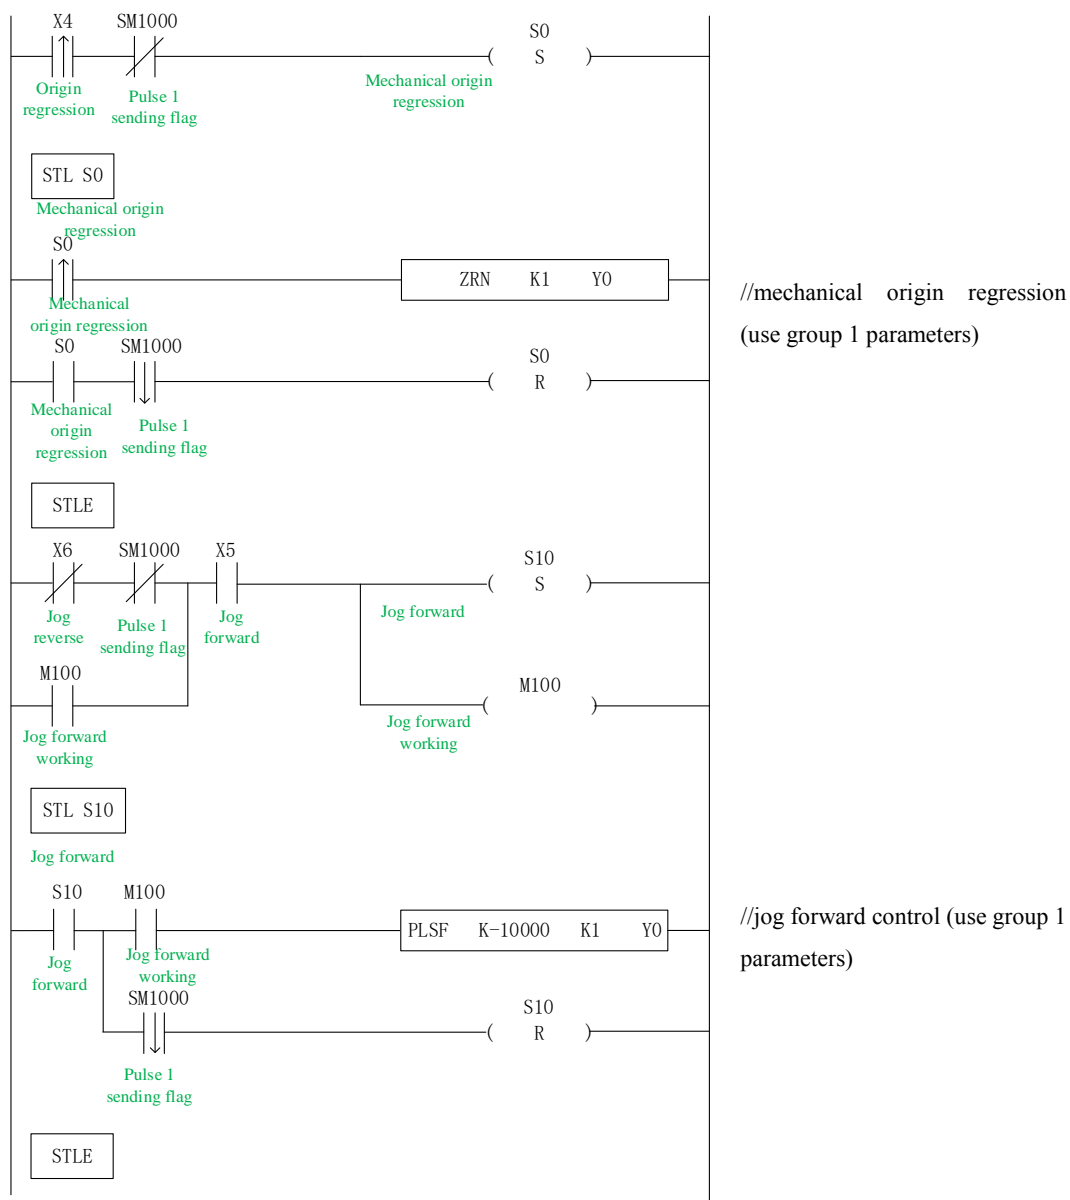 X4 SM1000 S0
( S )
Origin
regression
Pulse 1
sending flag
Mechanical origin
regression
STL S0
Mechanical origin
regression
S0
ZRN K1 Y0
Mechanical
origin regression
//mechanical origin regression
(use group 1 parameters)
S0 SM1000 S0
( R )
Mechanical
origin
regression
Pulse 1
sending flag
STLE
X6 SM1000 X5 S10
( S )
Jog
reverse
Pulse 1
sending flag
Jog
forward
Jog forward
M100 M100
( )
Jog forward
working
Jog forward
working
STL S10
Jog forward
S10 M100
PLSF K-10000 K1 Y0
Jog
forward
Jog forward
working
//jog forward control (use group 1
parameters)
SM1000 S10
( R )
Pulse 1
sending flag
STLE